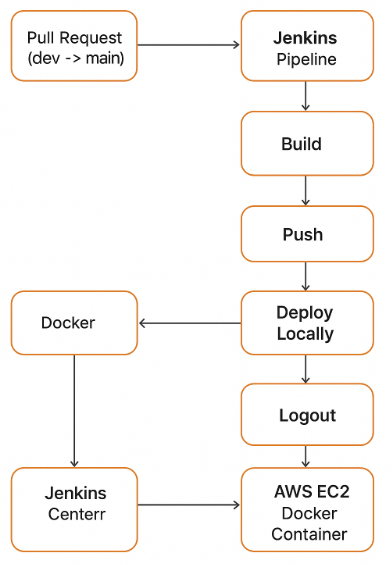 Pull Request
(dev -> main)
Jenkins
Pipeline
Build
Push
Docker
Deploy
Locally
Logout
Jenkins
Centerr
AWS EC2
Docker
Container